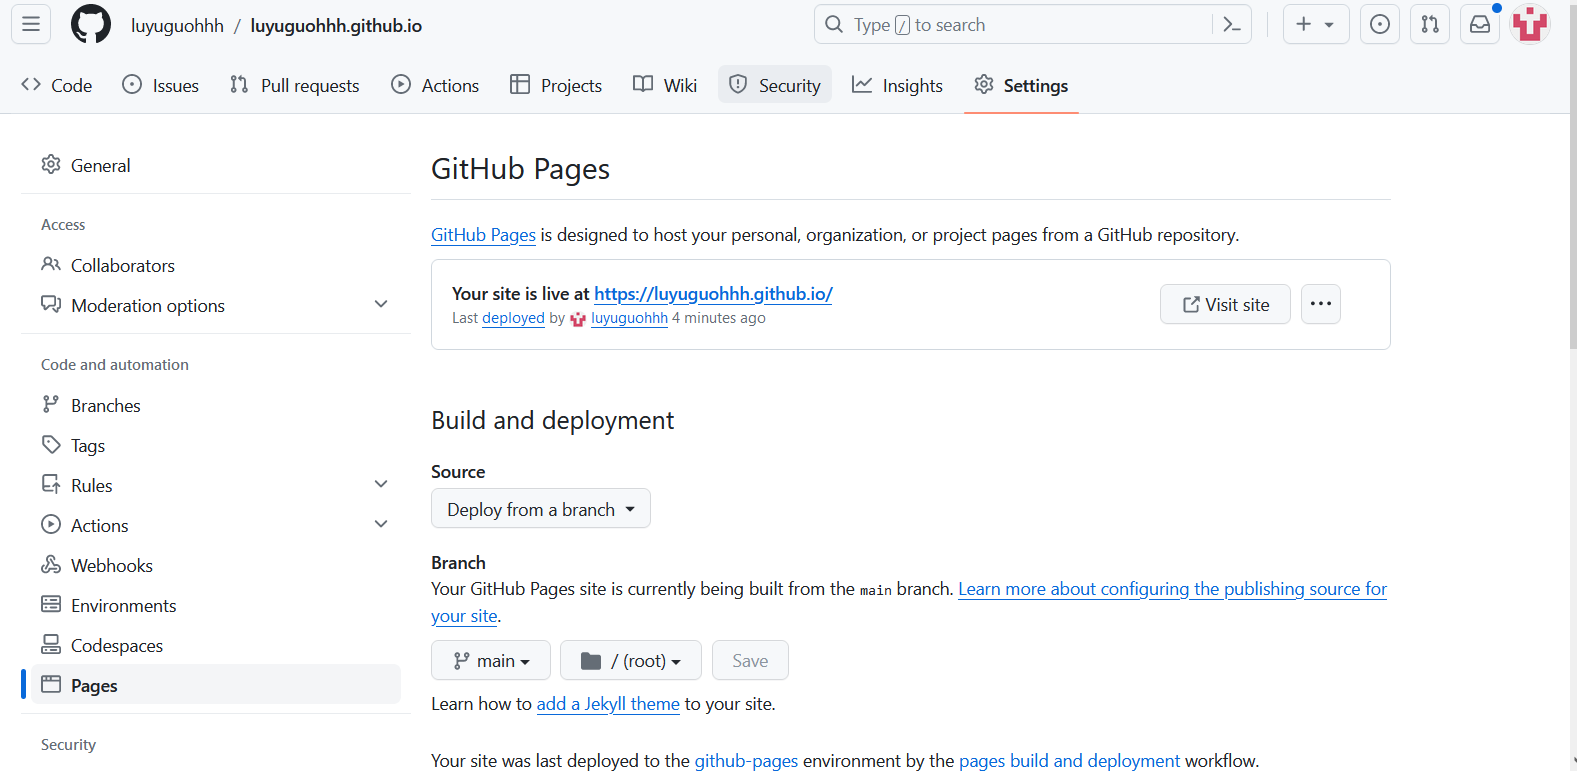 luyuguohhh / luyuguohhh.github.io
Type / to search
Code Issues Pull requests Actions Projects Wiki Security Insights Settings
General
Access
Collaborators
Moderation options
Code and automation
Branches
Tags
Rules
Actions
Webhooks
Environments
Codespaces
Pages
Security
GitHub Pages
GitHub Pages is designed to host your personal, organization, or project pages from a GitHub repository.
Your site is live at https://luyuguohhh.github.io/
Last deployed by luyuguohhh 4 minutes ago
Visit site
Build and deployment
Source
Deploy from a branch
Branch
Your GitHub Pages site is currently being built from the main branch. Learn more about configuring the publishing source for
your site.
main / (root) Save
Learn how to add a Jekyll theme to your site.
Your site was last deployed to the github-pages environment by the pages build and deployment workflow.